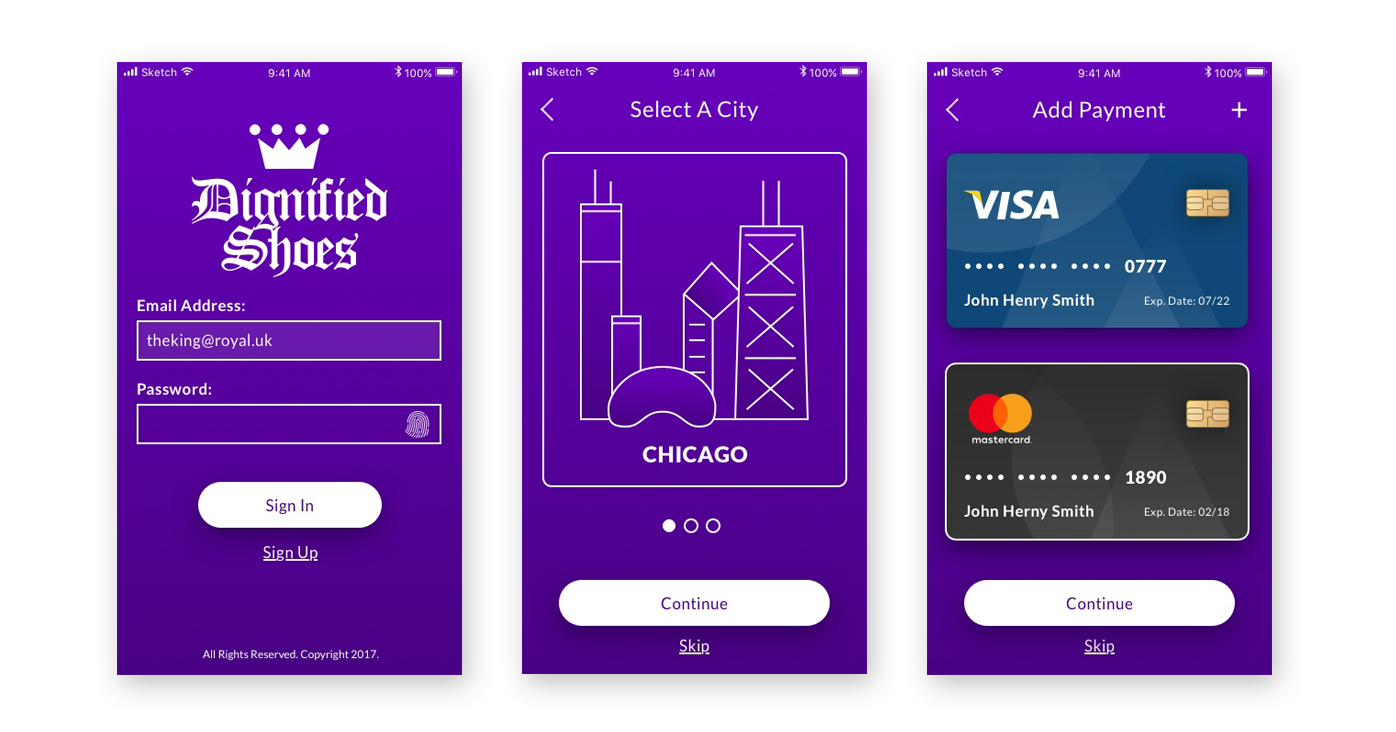 Sketch 9:41 AM 100%
Dignified
Shoes
Email Address:
theking@royal.uk
Password:
Sign In
Sign Up
All Rights Reserved. Copyright 2017.
Sketch 9:41 AM 100%
Select A City
CHICAGO
Continue
Skip
Sketch 9:41 AM 100%
Add Payment +
VISA
•••• •••• •••• 0777
John Henry Smith Exp. Date: 07/22
mastercard.
•••• •••• •••• 1890
John Herny Smith Exp. Date: 02/18
Continue
Skip